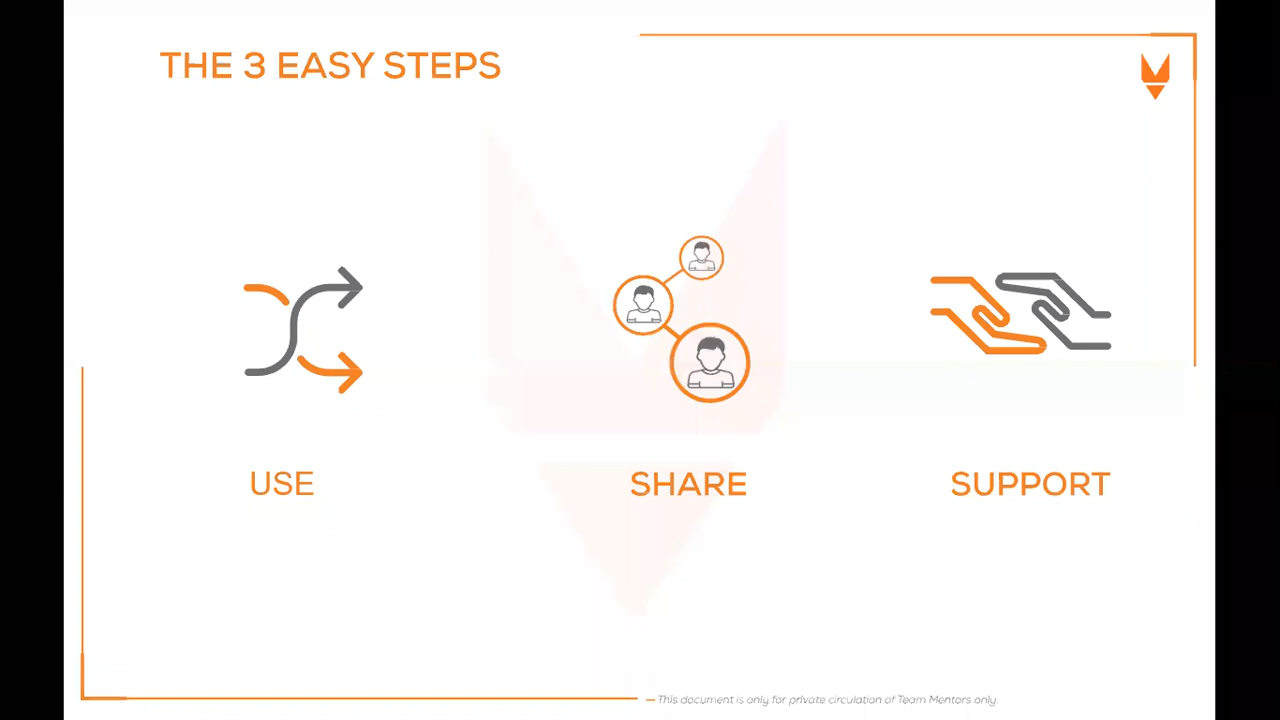 THE 3 EASY STEPS
USE
SHARE
SUPPORT
This document is only for private circulation of Team Mentors only.